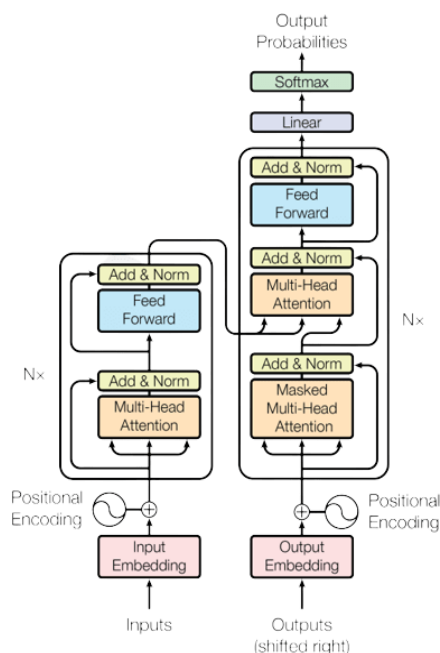 Output
Probabilities
Softmax
Linear
Add & Norm
Feed
Forward
Add & Norm
Multi-Head
Attention
Add & Norm
Masked
Multi-Head
Attention
N×
Add & Norm
Feed
Forward
N×
Add & Norm
Multi-Head
Attention
Positional
Encoding
Positional
Encoding
Input
Embedding
Output
Embedding
Inputs
Outputs
(shifted right)